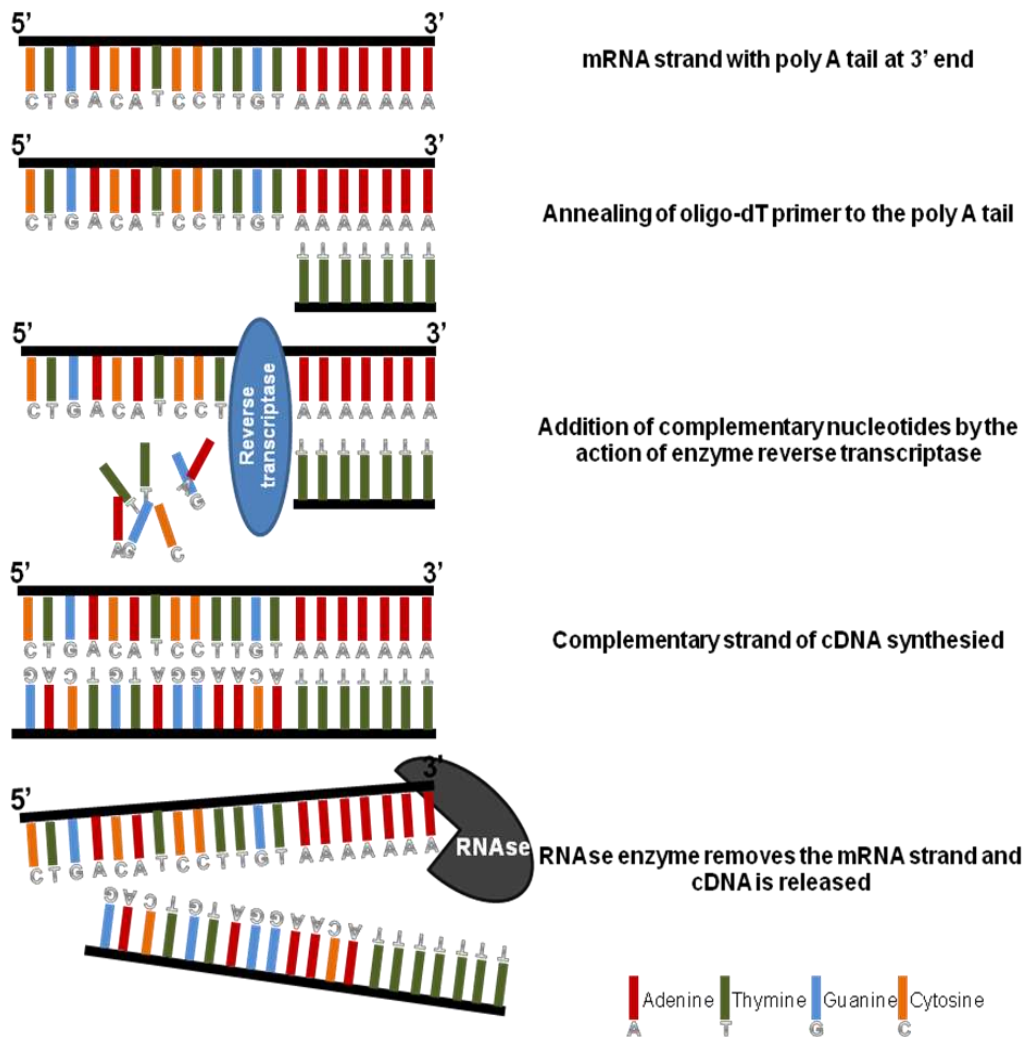 5’ 3’
C T G A C A T C C T T G T A A A A A A A
mRNA strand with poly A tail at 3’ end
5’ 3’
C T G A C A T C C T T G T A A A A A A A
T T T T T T T
Annealing of oligo-dT primer to the poly A tail
5’ 3’
C T G A C A T C C T A A A A A A A
Reverse
transcriptase
T T T T T T T
T T T G
A G C
Addition of complementary nucleotides by the
action of enzyme reverse transcriptase
5’ 3’
C T G A C A T C C T T G T A A A A A A A
G A C T G T A G G A A C A T T T T T T T
Complementary strand of cDNA synthesied
5’ 3’
C T G A C A T C C T T G T A A A A A A A
RNAse
G A C T G T A G G A A C A T T T T T T T
RNAse enzyme removes the mRNA strand and
cDNA is released
Adenine Thymine Guanine Cytosine
A T G C